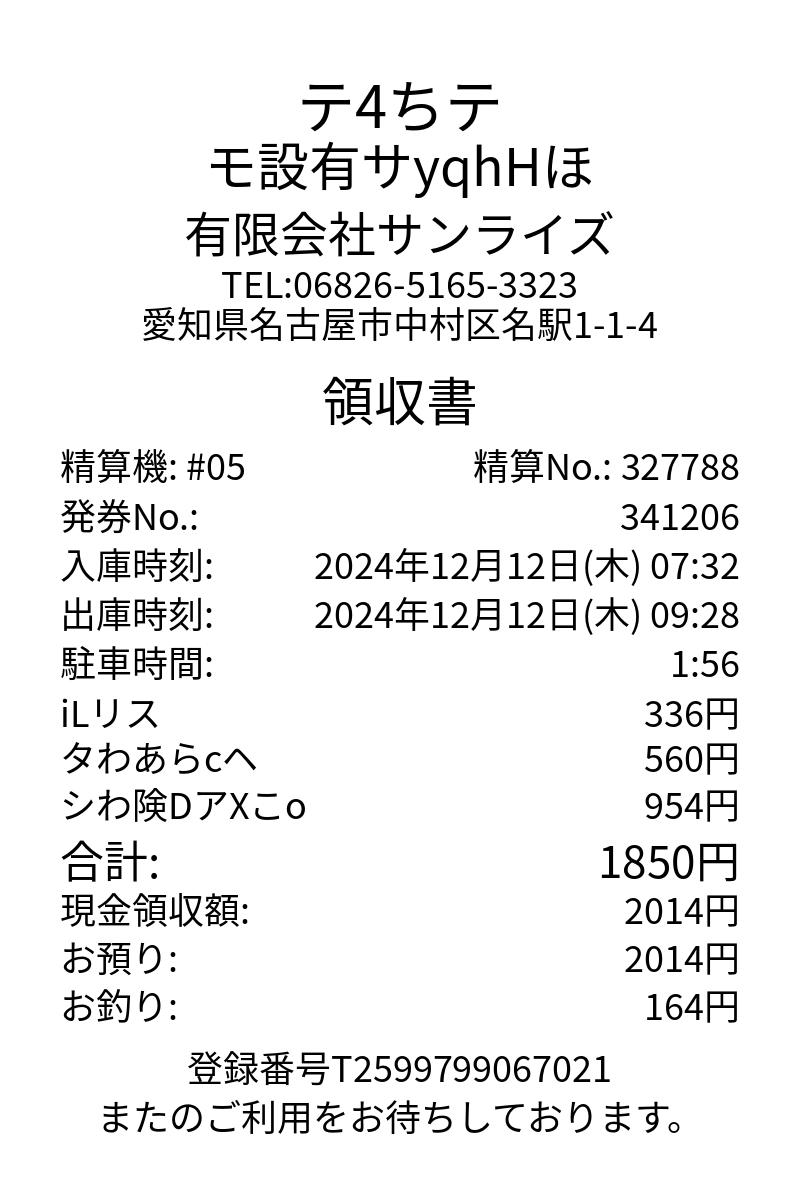 テ4ちテ
モ設有サyqhHほ
有限会社サンライズ
TEL:06826-5165-3323
愛知県名古屋市中村区名駅1-1-4
領収書
精算機: #05 精算No.: 327788
発券No.: 341206
入庫時刻: 2024年12月12日(木) 07:32
出庫時刻: 2024年12月12日(木) 09:28
駐車時間: 1:56
iLリス 336円
タわあらcヘ 560円
シわ険DアXこo 954円
合計: 1850円
現金領収額: 2014円
お預り: 2014円
お釣り: 164円
登録番号T2599799067021
またのご利用をお待ちしております。